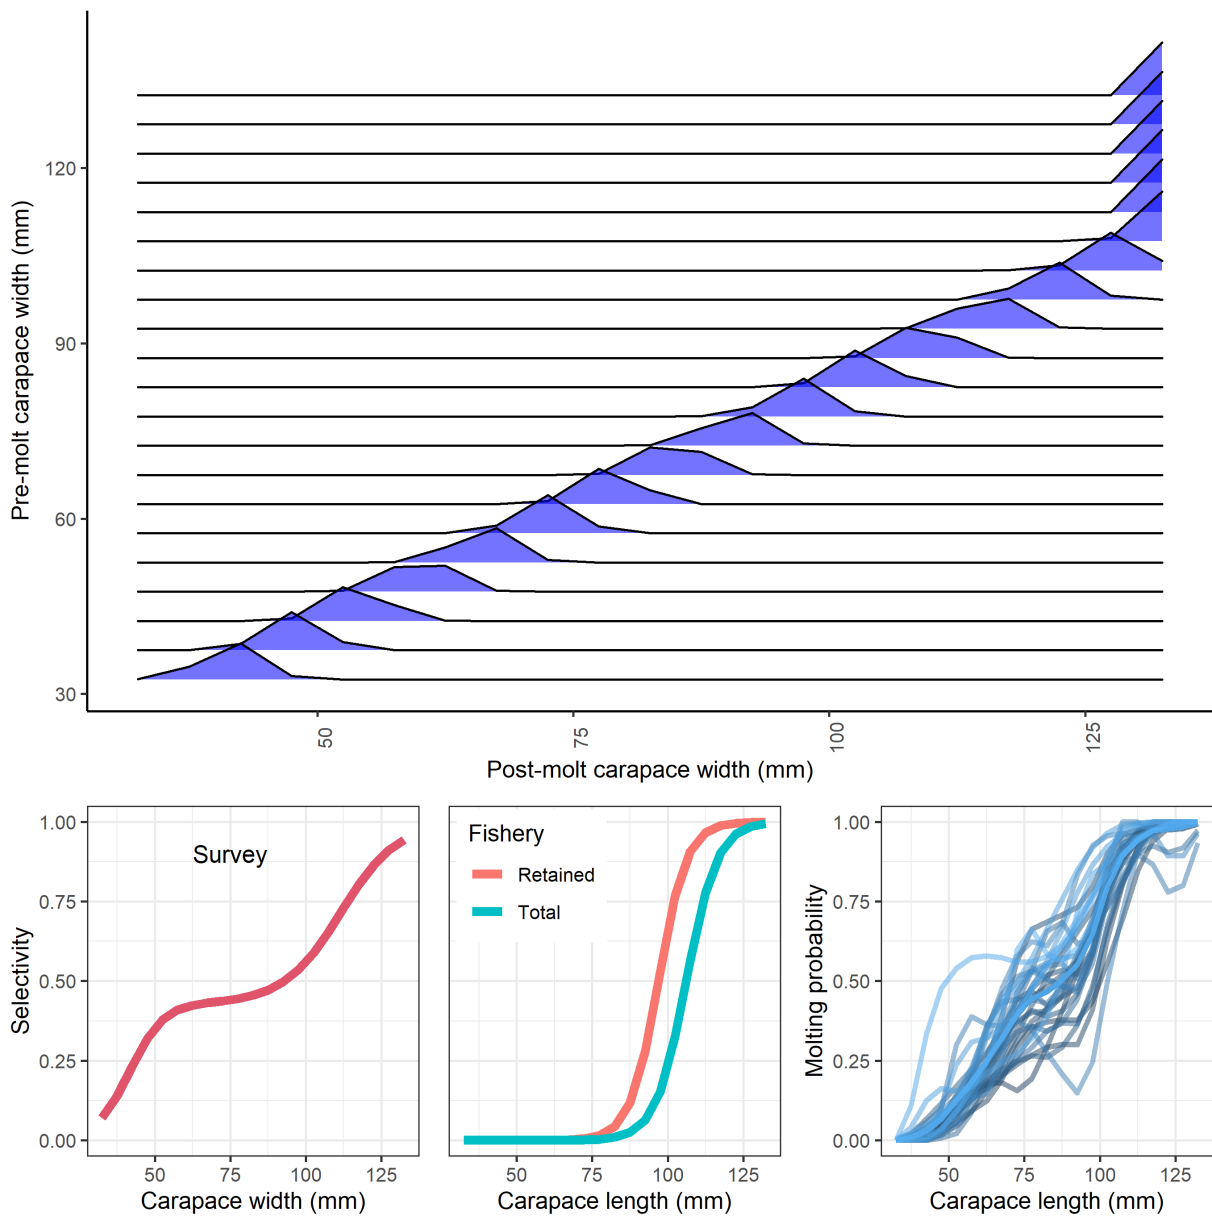 Pre-molt carapace width (mm)
120
90
60
30
50
75
100
125
Post-molt carapace width (mm)
Selectivity
1.00
0.75
0.50
0.25
0.00
Survey
50
75
100
125
Carapace width (mm)
Fishery
Retained
Total
50
75
100
125
Carapace length (mm)
Molting probability
1.00
0.75
0.50
0.25
0.00
50
75
100
125
Carapace length (mm)